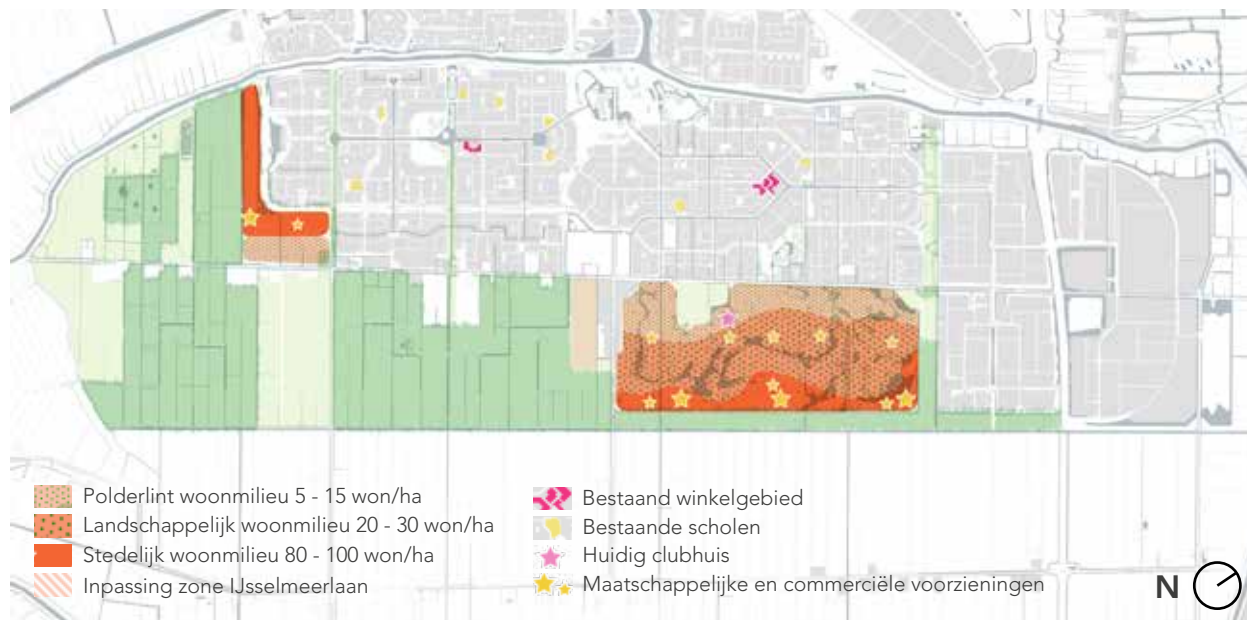 Polderlint woonmilieu 5 - 15 won/ha
Landschappelijk woonmilieu 20 - 30 won/ha
Stedelijk woonmilieu 80 - 100 won/ha
Inpassing zone IJsselmeerlaan
Bestaand winkelgebied
Bestaande scholen
Huidig clubhuis
Maatschappelijke en commerciële voorzieningen
N